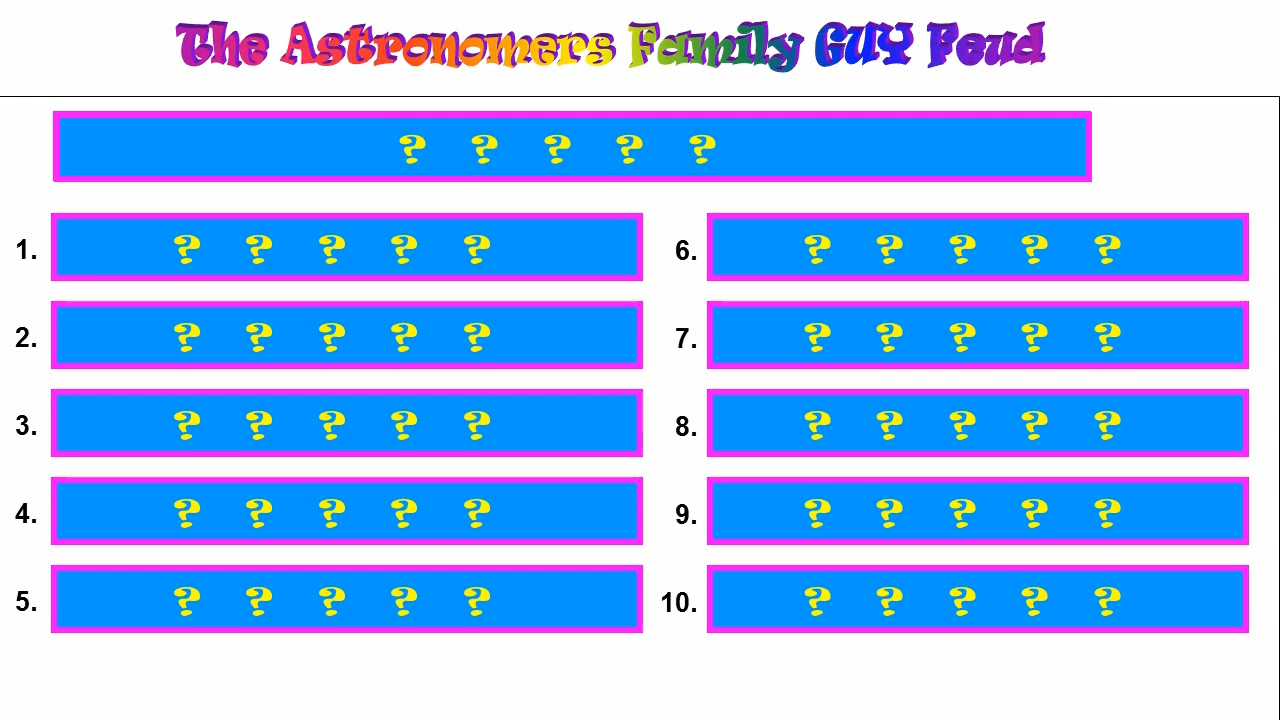 The Astronomers Family GUY Feud
? ? ? ? ?
1. ? ? ? ? ?
2. ? ? ? ? ?
3. ? ? ? ? ?
4. ? ? ? ? ?
5. ? ? ? ? ?
6. ? ? ? ? ?
7. ? ? ? ? ?
8. ? ? ? ? ?
9. ? ? ? ? ?
10. ? ? ? ? ?